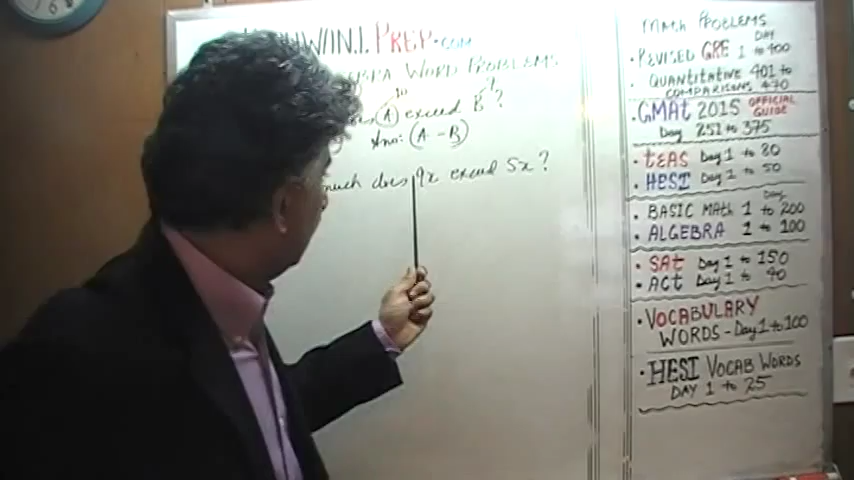 PREP.com
WORD PROBLEMS
10
A exceed B ?
Ans: (A - B)
much does 9x exceed 5x ?
MATH PROBLEMS
DAY
• REVISED GRE 1 to 400
• QUANTITATIVE 401 to
COMPARISONS 470
• GMAT 2015 OFFICIAL GUIDE
Day 251 to 375
• TEAS Day 1 to 80
• HESI Day 1 to 50
Day
• BASIC MATH 1 to 200
• ALGEBRA 1 to 100
• SAT Day 1 to 150
• ACT Day 1 to 90
• VOCABULARY
WORDS - Day 1 to 100
• HESI VOCAB WORDS
DAY 1 to 25